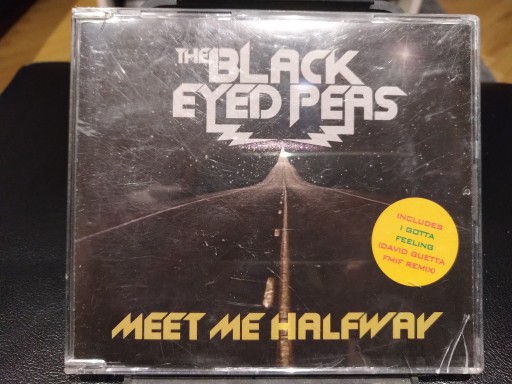 THE BLACK
EYED PEAS
INCLUDES
I GOTTA
FEELING
(DAVID GUETTA
FMIF REMIX)
MEET ME HALFWAY